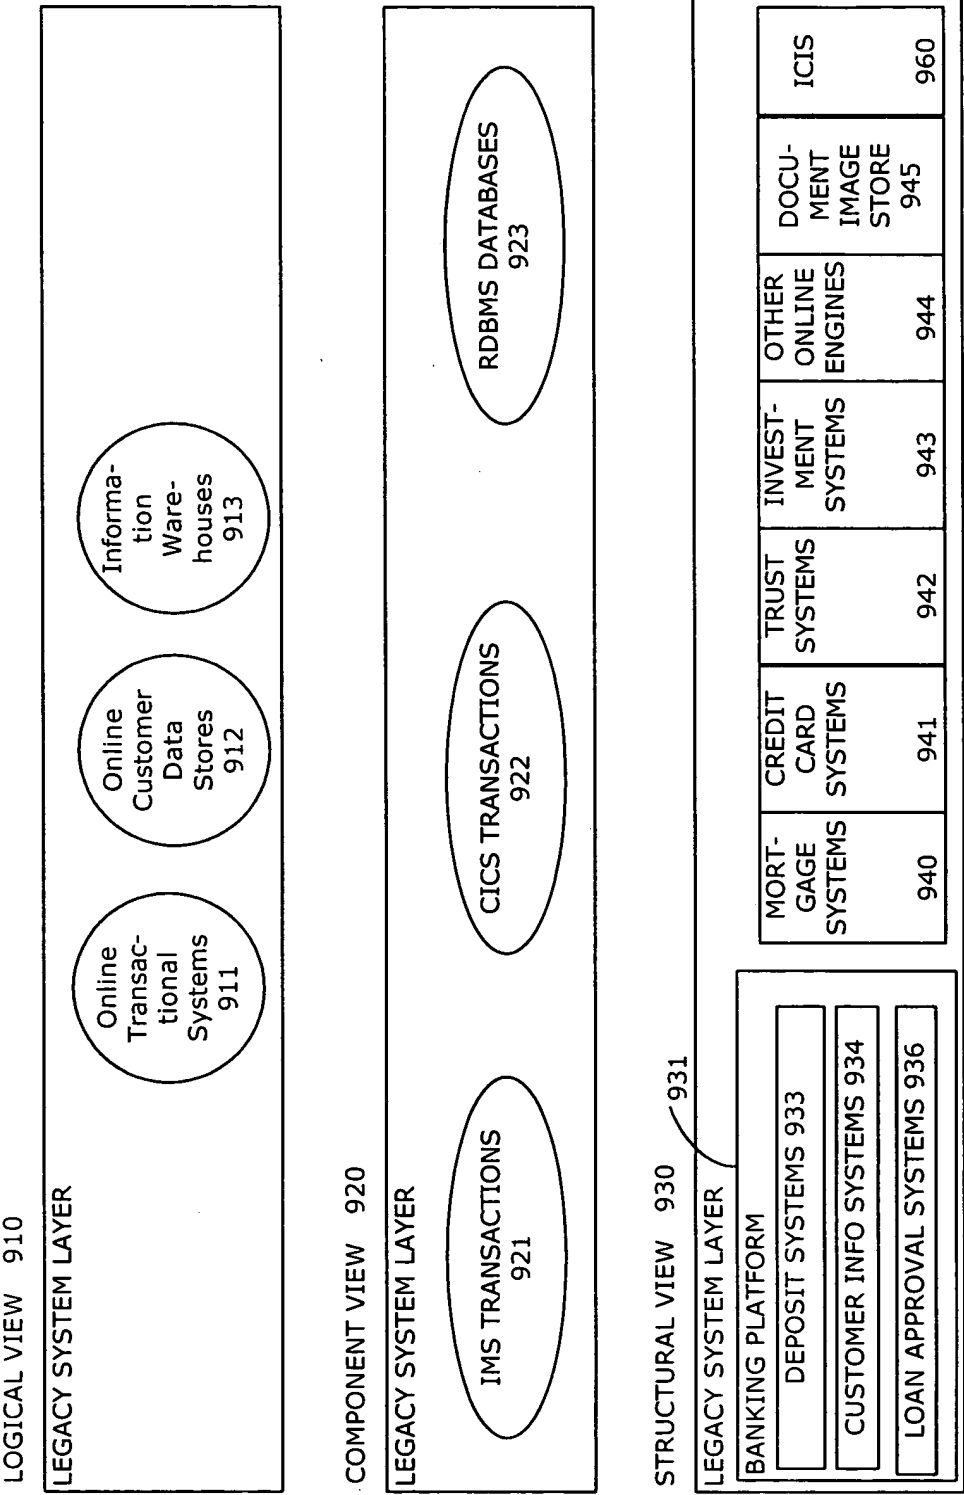 LOGICAL VIEW 910
LEGACY SYSTEM LAYER
Online
Transac-
tional
Systems
911
Online
Customer
Data
Stores
912
Informa-
tion
Ware-
houses
913
COMPONENT VIEW 920
LEGACY SYSTEM LAYER
IMS TRANSACTIONS
921
CICS TRANSACTIONS
922
RDBMS DATABASES
923
STRUCTURAL VIEW 930
931
LEGACY SYSTEM LAYER
BANKING PLATFORM
DEPOSIT SYSTEMS 933
CUSTOMER INFO SYSTEMS 934
LOAN APPROVAL SYSTEMS 936
MORT-
GAGE
SYSTEMS
940
CREDIT
CARD
SYSTEMS
941
TRUST
SYSTEMS
942
INVEST-
MENT
SYSTEMS
943
OTHER
ONLINE
ENGINES
944
DOCU-
MENT
IMAGE
STORE
945
ICIS
960